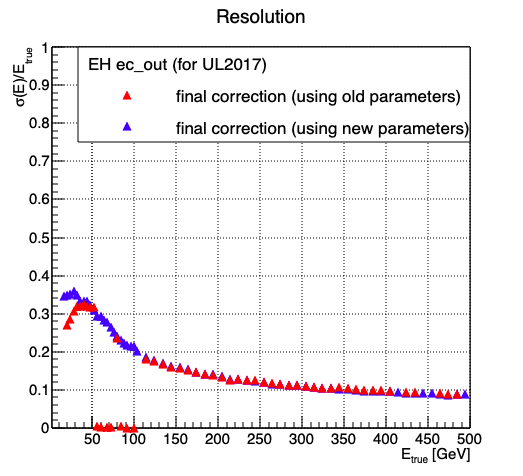 Resolution
σ(E)/E_true
1
0.9
0.8
0.7
0.6
0.5
0.4
0.3
0.2
0.1
0
EH ec_out (for UL2017)
final correction (using old parameters)
final correction (using new parameters)
50 100 150 200 250 300 350 400 450 500
E_true [GeV]